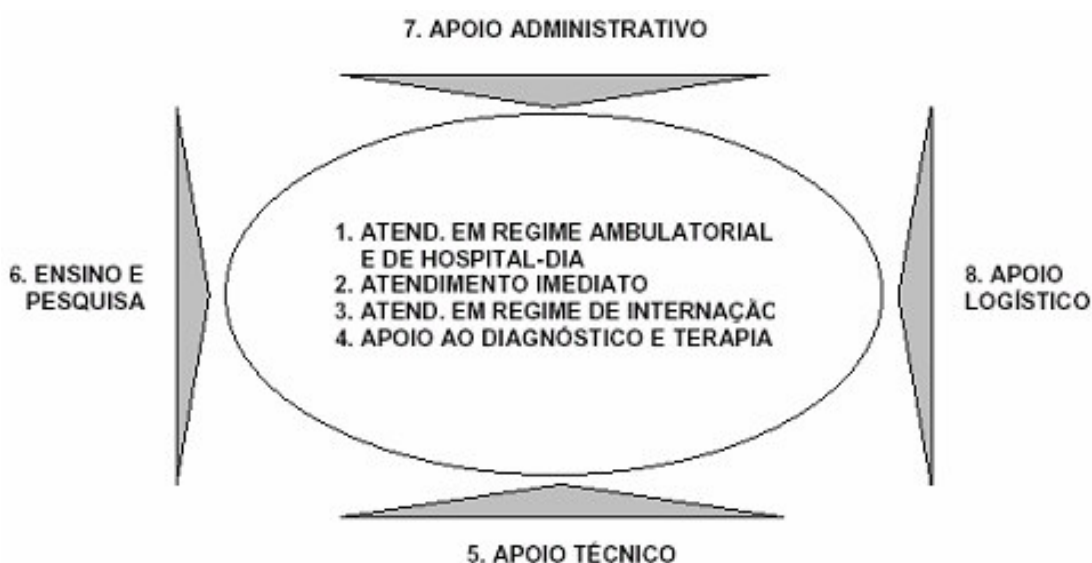 7. APOIO ADMINISTRATIVO
1. ATEND. EM REGIME AMBULATORIAL
E DE HOSPITAL-DIA
2. ATENDIMENTO IMEDIATO
3. ATEND. EM REGIME DE INTERNAÇÃO
4. APOIO AO DIAGNÓSTICO E TERAPIA
6. ENSINO E
PESQUISA
8. APOIO
LOGÍSTICO
5. APOIO TÉCNICO